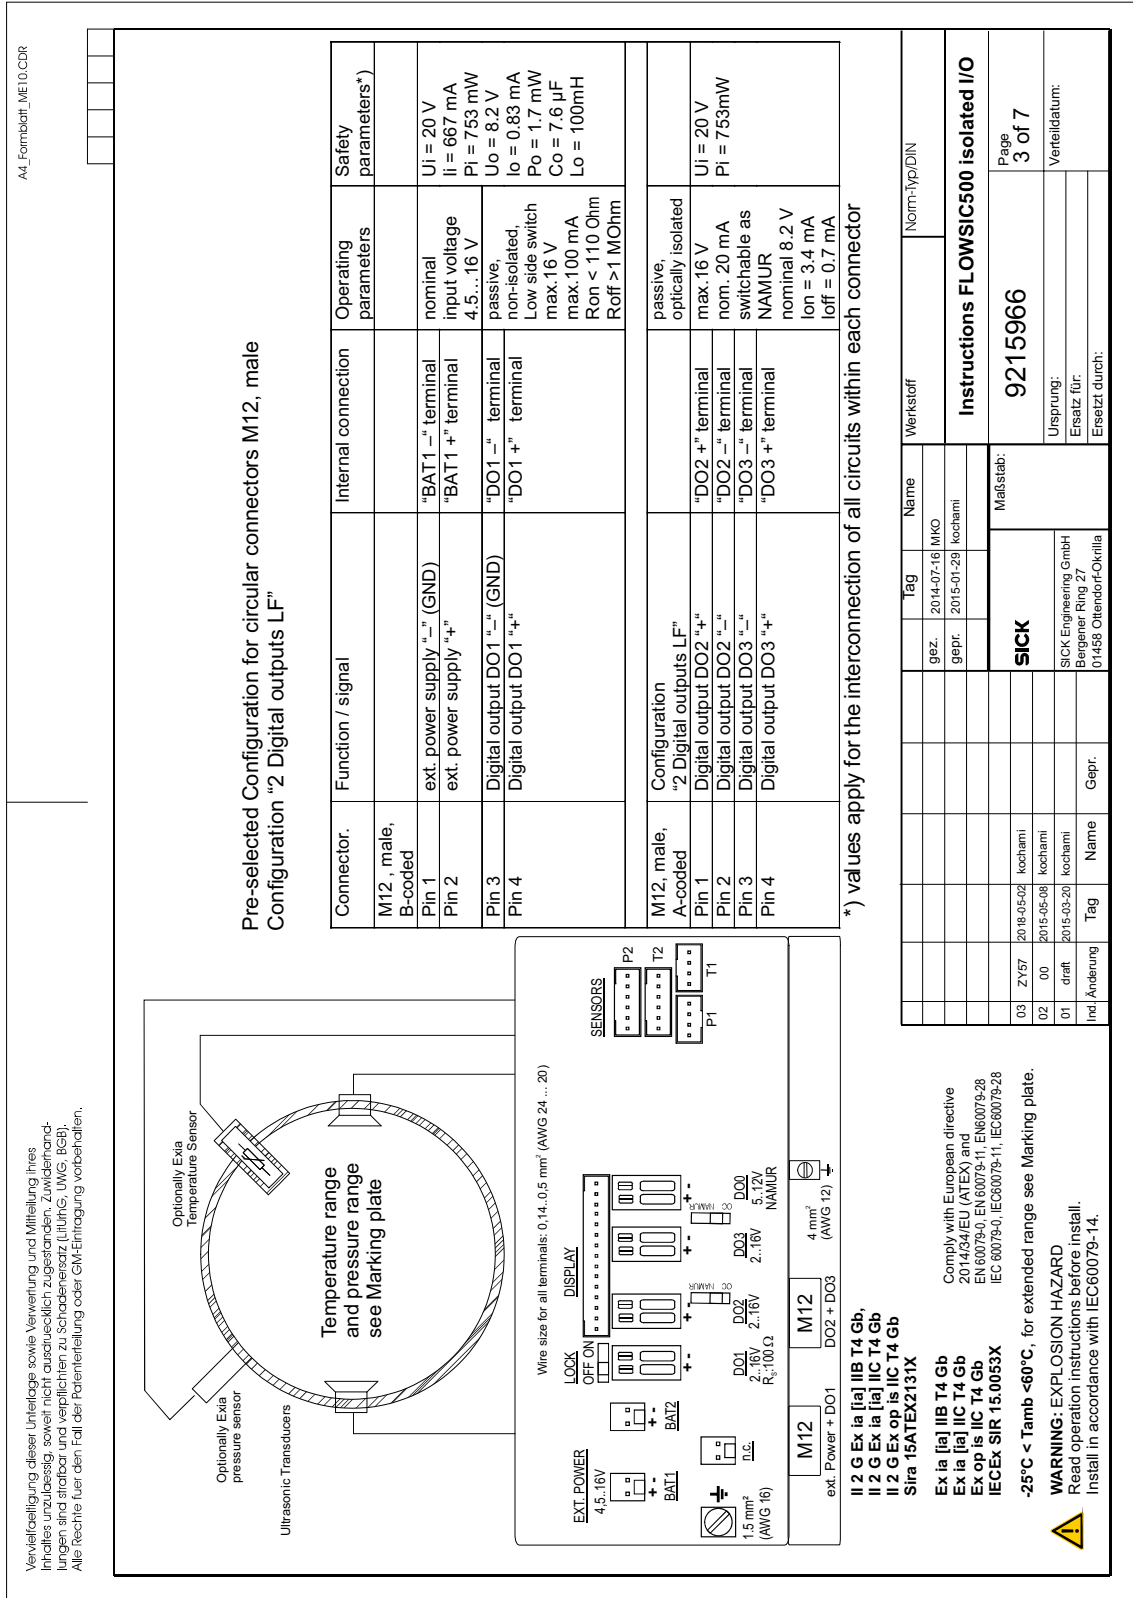 Vervielfaeltigung dieser Unterlage sowie Verwertung und Mitteilung ihres
Inhaltes unzulaessig, soweit nicht ausdruecklich zugestanden. Zuwiderhand-
lungen sind strafbar und verpflichten zu Schadenersatz (LitUrhG, UWG, BGB).
Alle Rechte fuer den Fall der Patenterteilung oder GM-Eintragung vorbehalten.
A4_Formblatt_ME10.CDR
Optionally Exia
pressure sensor
Optionally Exia
Temperature Sensor
Ultrasonic Transducers
Temperature range
and pressure range
see Marking plate
Wire size for all terminals: 0,14..0,5 mm² (AWG 24 ... 20)
EXT. POWER
4,5..16V
LOCK
OFF ON
DISPLAY
SENSORS
P2
T2
P1
T1
+ -
BAT1
+ -
BAT2
+ -
DO1
2..16V
Rs:100 Ω
+ -
DO2
2..16V
NAMUR OC
+ -
DO3
2..16V
NAMUR OC
+ -
DO0
5..12V
NAMUR
1.5 mm²
(AWG 16)
n.c.
M12
ext. Power + DO1
M12
DO2 + DO3
4 mm²
(AWG 12)
II 2 G Ex ia [ia] IIB T4 Gb,
II 2 G Ex ia [ia] IIC T4 Gb
II 2 G Ex op is IIC T4 Gb
Sira 15ATEX2131X
Ex ia [ia] IIB T4 Gb
Ex ia [ia] IIC T4 Gb
Ex op is IIC T4 Gb
IECEx SIR 15.0053X
Comply with European directive
2014/34/EU (ATEX) and
EN 60079-0, EN 60079-11, EN60079-28
IEC 60079-0, IEC60079-11, IEC60079-28
-25°C < Tamb <60°C, for extended range see Marking plate.
WARNING: EXPLOSION HAZARD
Read operation instructions before install.
Install in accordance with IEC60079-14.
Pre-selected Configuration for circular connectors M12, male
Configuration “2 Digital outputs LF”
Connector. Function / signal Internal connection Operating parameters Safety parameters*)
M12 , male, B-coded
Pin 1 ext. power supply “–” (GND) “BAT1 –“ terminal nominal Ui = 20 V
Pin 2 ext. power supply “+” “BAT1 +” terminal input voltage Ii = 667 mA
4.5…16 V Pi = 753 mW
Pin 3 Digital output DO1 “–“ (GND) “DO1 –“ terminal passive, Uo = 8.2 V
Pin 4 Digital output DO1 “+“ “DO1 +” terminal non-isolated, Io = 0.83 mA
Low side switch Po = 1.7 mW
max.16 V Co = 7.6 µF
max.100 mA Lo = 100mH
Ron < 110 Ohm
Roff >1 MOhm
M12, male, A-coded Configuration “2 Digital outputs LF” passive, optically isolated
Pin 1 Digital output DO2 “+“ “DO2 +” terminal max.16 V Ui = 20 V
Pin 2 Digital output DO2 “–“ “DO2 –“ terminal nom. 20 mA Pi = 753mW
Pin 3 Digital output DO3 “–“ “DO3 –“ terminal switchable as
Pin 4 Digital output DO3 “+“ “DO3 +” terminal NAMUR
nominal 8.2 V
Ion = 3.4 mA
Ioff = 0.7 mA
*) values apply for the interconnection of all circuits within each connector
Tag Name Werkstoff Norm-Typ/DIN
gez. 2014-07-16 MKO
gepr. 2015-01-29 kochami
Instructions FLOWSIC500 isolated I/O
SICK
Maßstab:
9215966
Page
3 of 7
03 ZY57 2018-05-02 kochami
02 00 2015-05-08 kochami
01 draft 2015-03-20 kochami
Ind. Änderung Tag Name Gepr.
SICK Engineering GmbH
Bergener Ring 27
01458 Ottendorf-Okrilla
Ursprung:
Ersatz für:
Ersetzt durch:
Verteildatum: